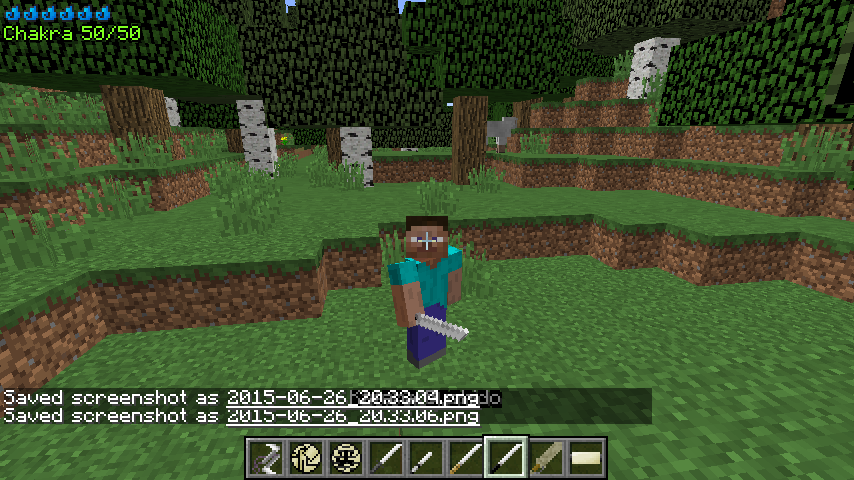 Chakra 50/50
Saved screenshot as 2015-06-26_20.33.04.png
Saved screenshot as 2015-06-26_20.33.06.png